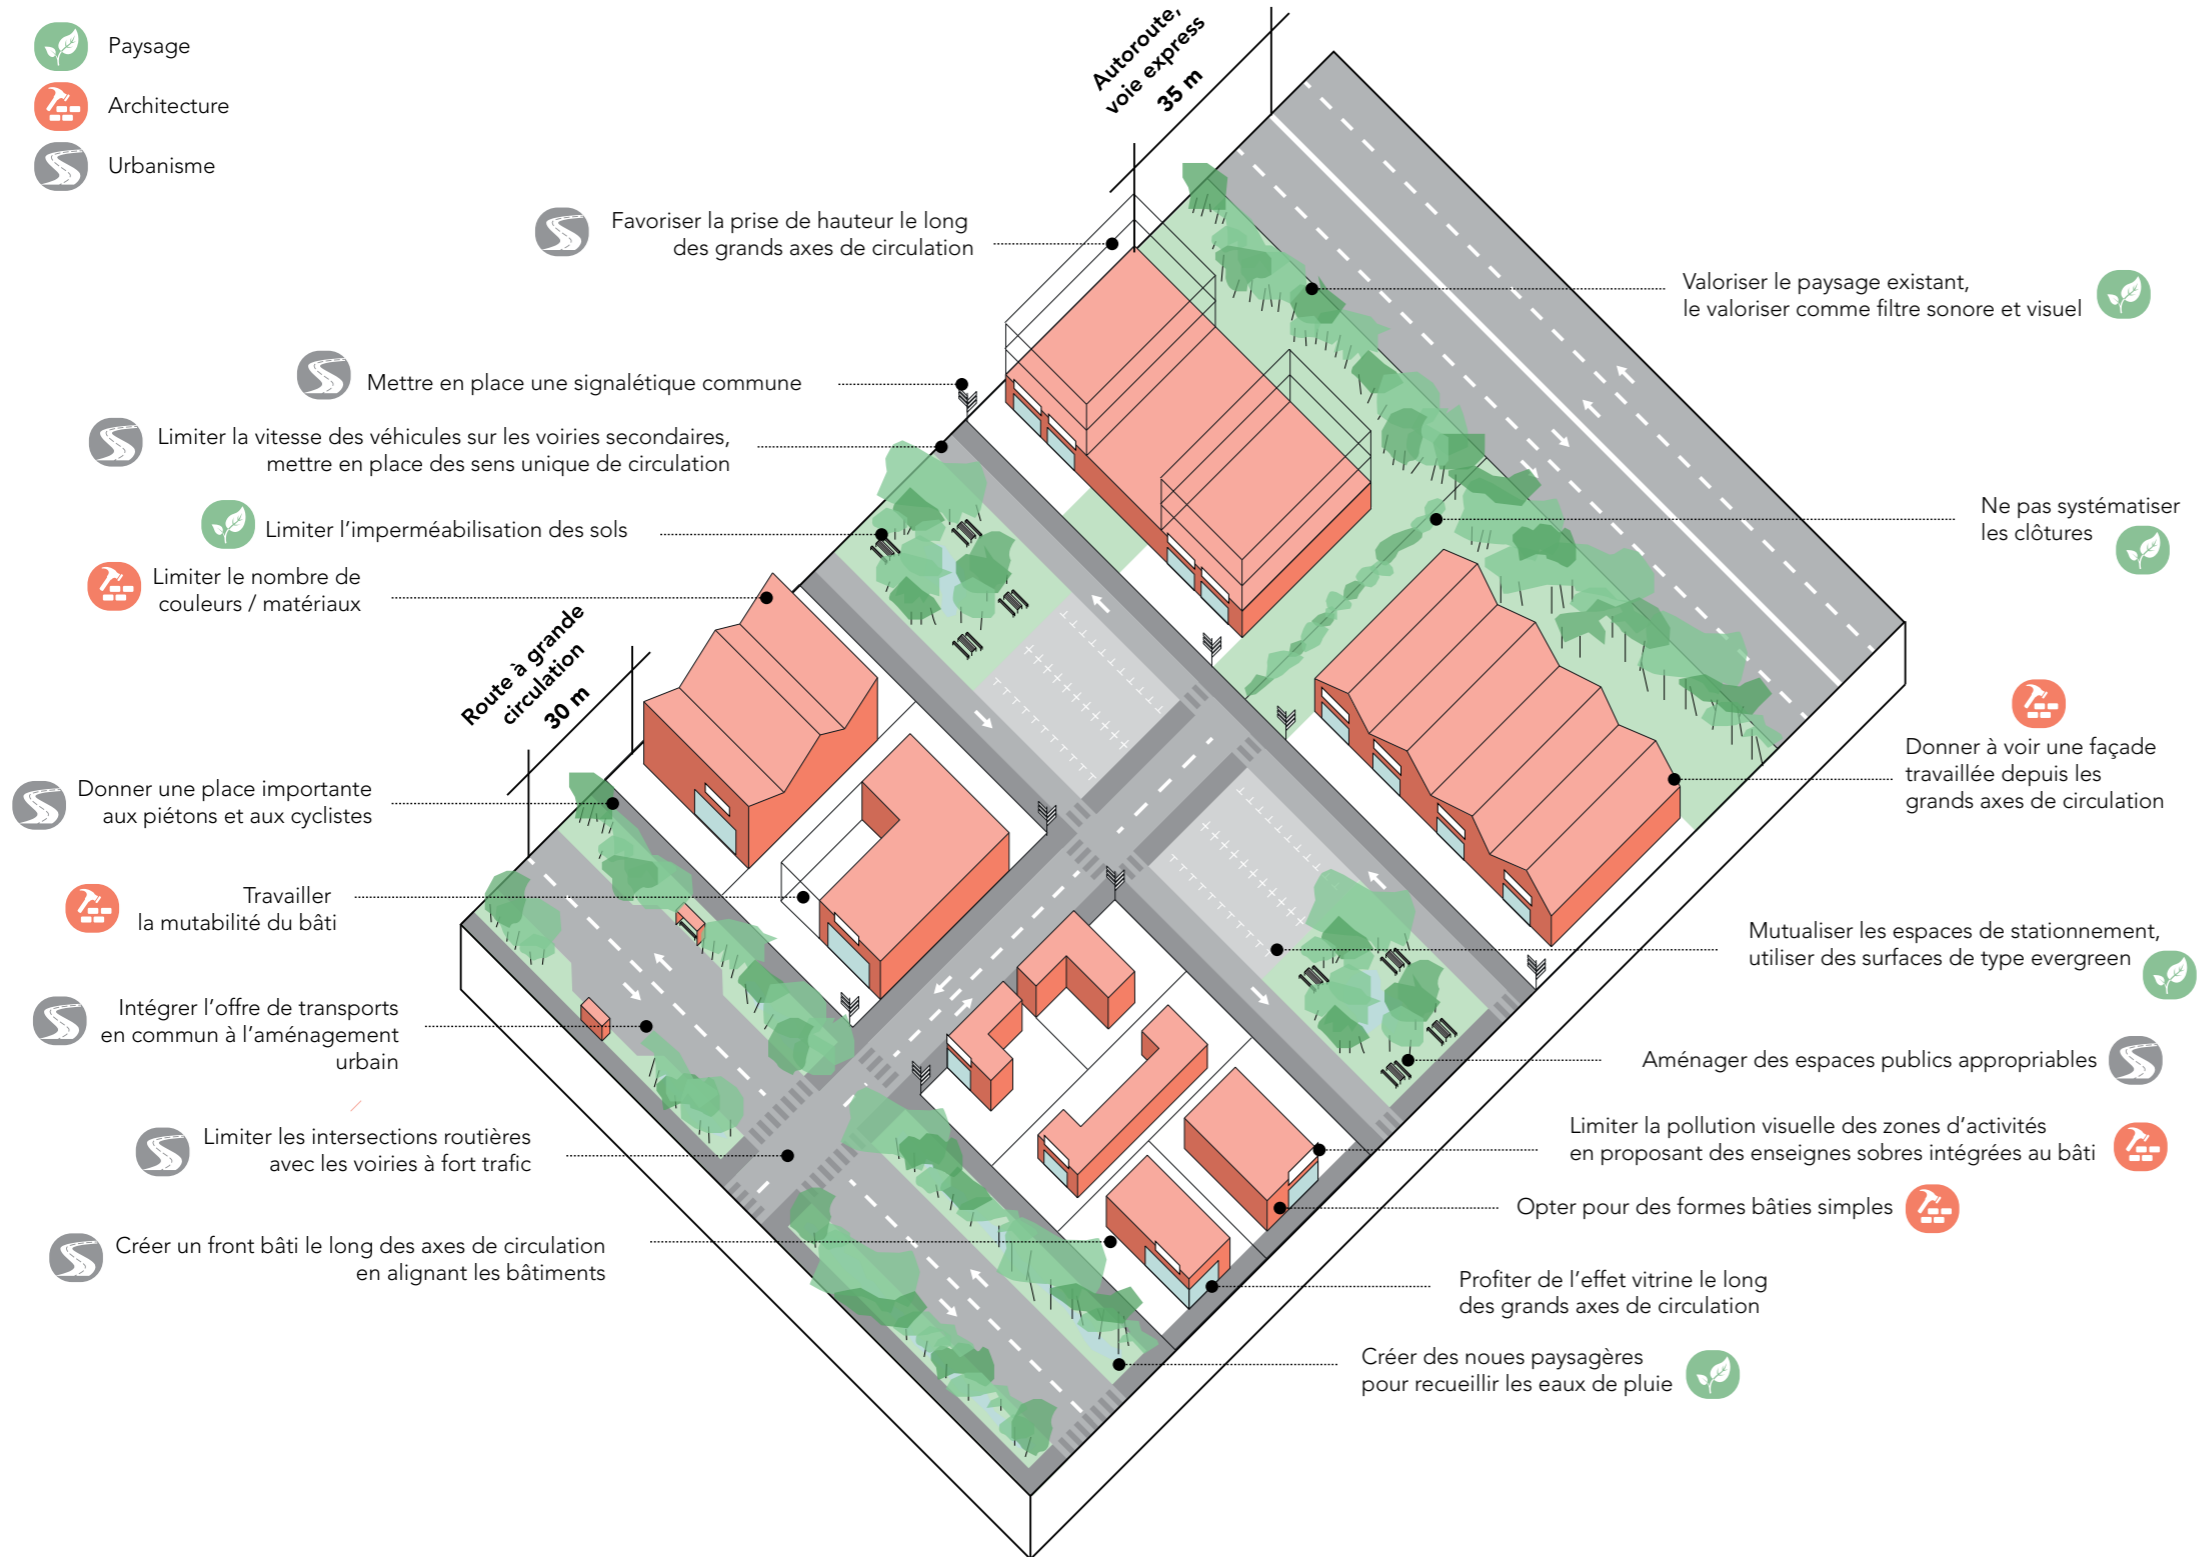 Paysage
Architecture
Urbanisme
Autoroute,
voie express
35 m
Favoriser la prise de hauteur le long
des grands axes de circulation
Mettre en place une signalétique commune
Limiter la vitesse des véhicules sur les voiries secondaires,
mettre en place des sens unique de circulation
Limiter l’imperméabilisation des sols
Limiter le nombre de
couleurs / matériaux
Route à grande
circulation
30 m
Donner une place importante
aux piétons et aux cyclistes
Travailler
la mutabilité du bâti
Intégrer l’offre de transports
en commun à l’aménagement
urbain
Limiter les intersections routières
avec les voiries à fort trafic
Créer un front bâti le long des axes de circulation
en alignant les bâtiments
Valoriser le paysage existant,
le valoriser comme filtre sonore et visuel
Ne pas systématiser
les clôtures
Donner à voir une façade
travaillée depuis les
grands axes de circulation
Mutualiser les espaces de stationnement,
utiliser des surfaces de type evergreen
Aménager des espaces publics appropriables
Limiter la pollution visuelle des zones d’activités
en proposant des enseignes sobres intégrées au bâti
Opter pour des formes bâties simples
Profiter de l’effet vitrine le long
des grands axes de circulation
Créer des noues paysagères
pour recueillir les eaux de pluie